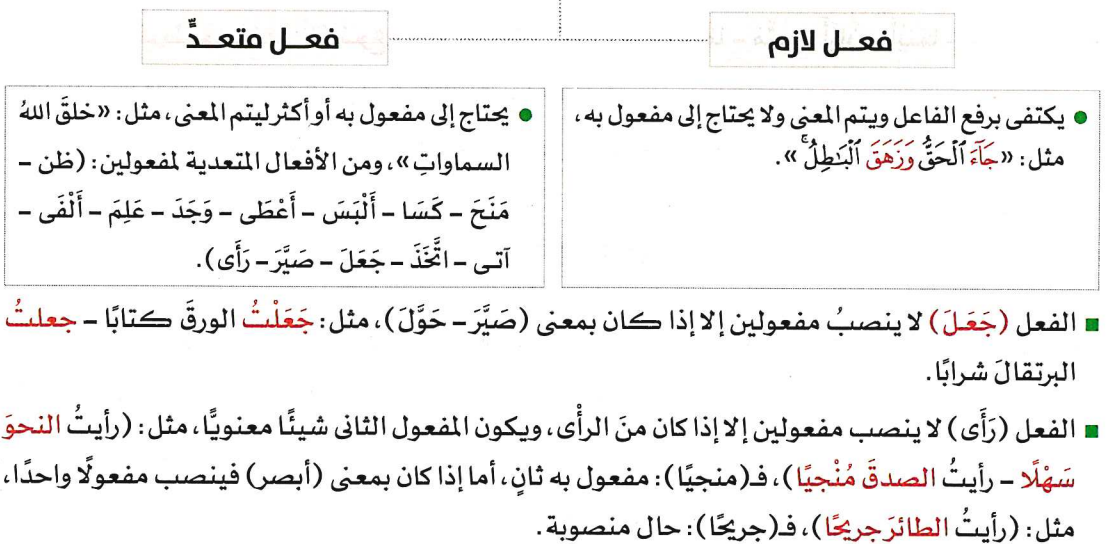 فعـل لازم
فعـل متعـدٍّ
يكتفى برفع الفاعل ويتم المعنى ولا يحتاج إلى مفعول به،
مثل: «جَآءَ ٱلۡحَقُّ وَزَهَقَ ٱلۡبَٰطِلُۚ».
يحتاج إلى مفعول به أو أكثر ليتم المعنى، مثل: «خلقَ اللهُ
السماواتِ»، ومن الأفعال المتعدية لمفعولين: (ظن –
مَنَحَ – كَسَا – أَلْبَسَ – أَعْطَى – وَجَدَ – عَلِمَ – أَلْفَى –
آتى – اتَّخَذَ – جَعَلَ – صَيَّرَ – رَأَى).
الفعل (جَعَـلَ) لا ينصبُ مفعولين إلا إذا كان بمعنى (صَيَّرَ – حَوَّلَ)، مثل: جَعَلْتُ الورقَ كتابًا – جعلتُ
البرتقالَ شرابًا.
الفعل (رَأَى) لا ينصب مفعولين إلا إذا كان منَ الرأْى، ويكون المفعول الثانى شيئًا معنويًّا، مثل: (رأيتُ النحوَ
سَهْلًا – رأيتُ الصدقَ مُنْجيًا)، فـ(منجيًا): مفعول به ثانٍ، أما إذا كان بمعنى (أبصر) فينصب مفعولًا واحدًا،
مثل: (رأيتُ الطائرَ جريحًا)، فـ(جريحًا): حال منصوبة.